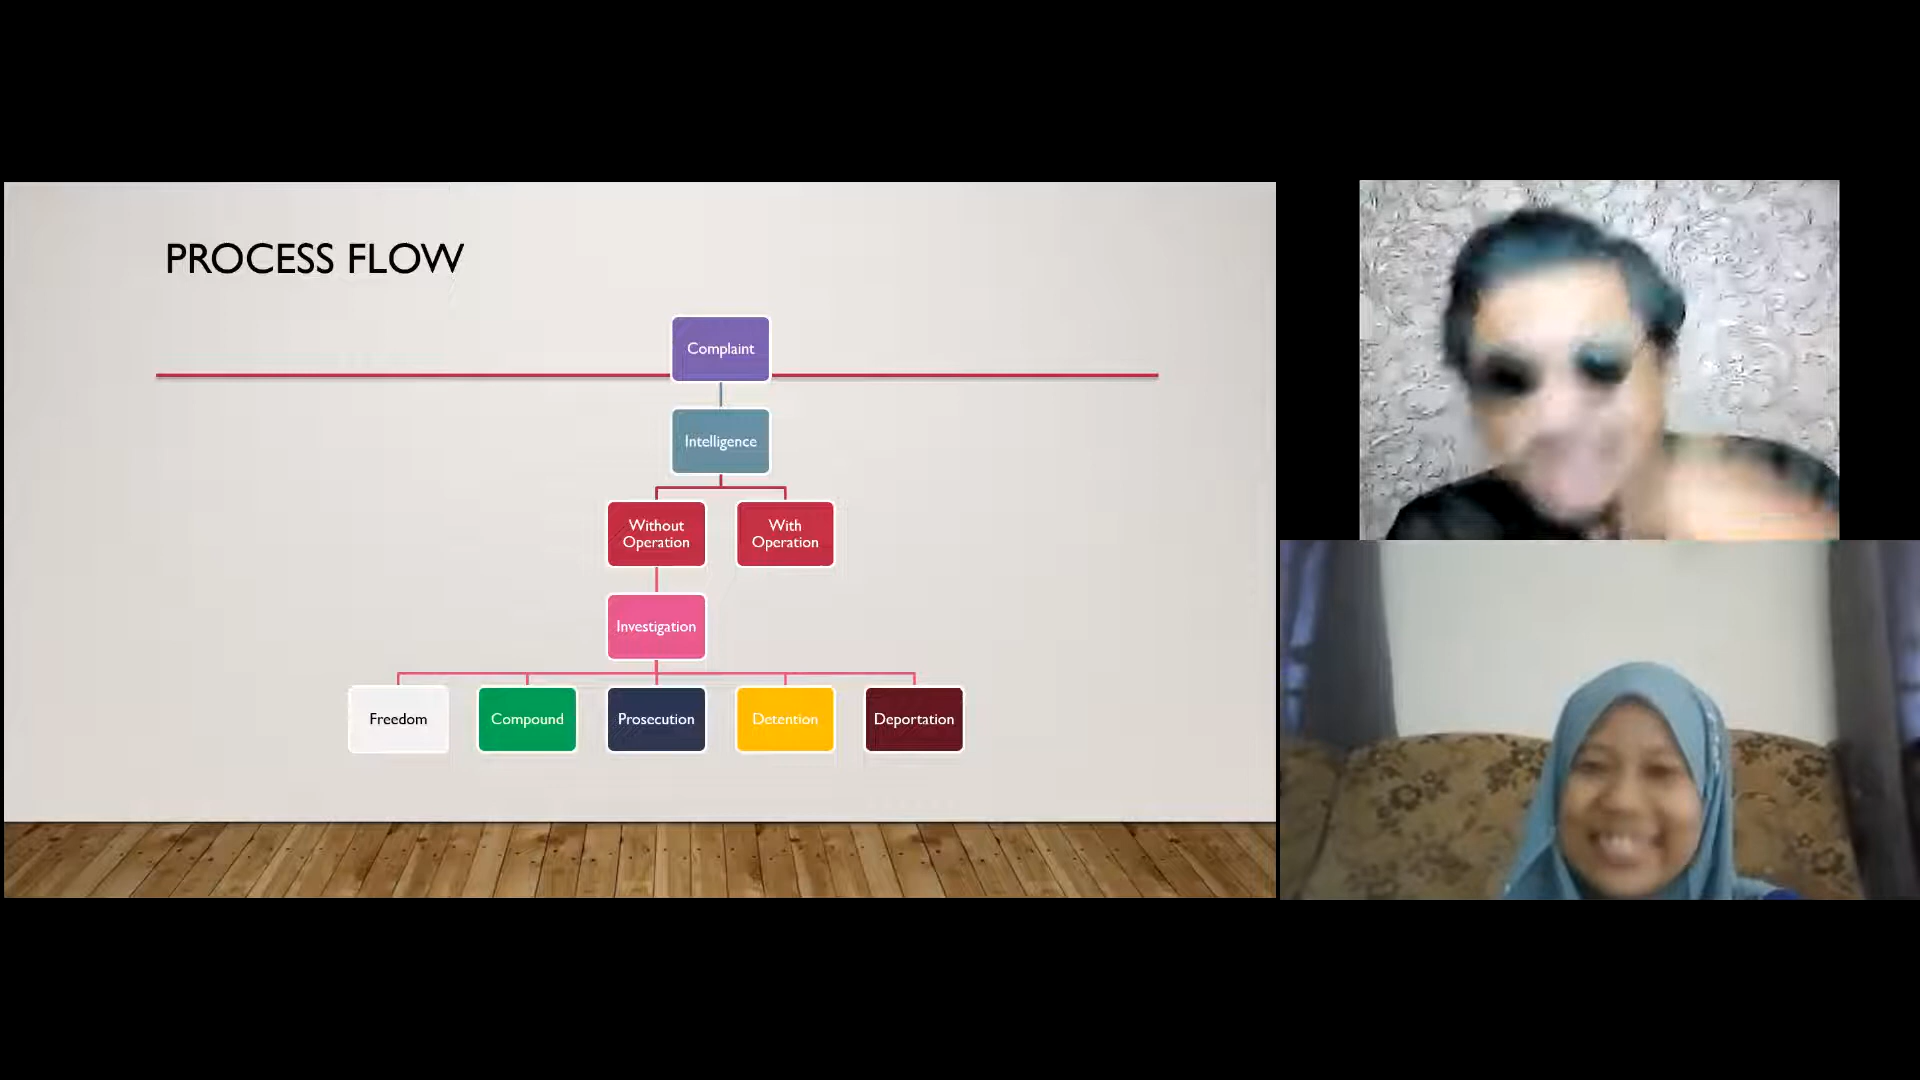 PROCESS FLOW
Complaint
Intelligence
Without
Operation
With
Operation
Investigation
Freedom
Compound
Prosecution
Detention
Deportation